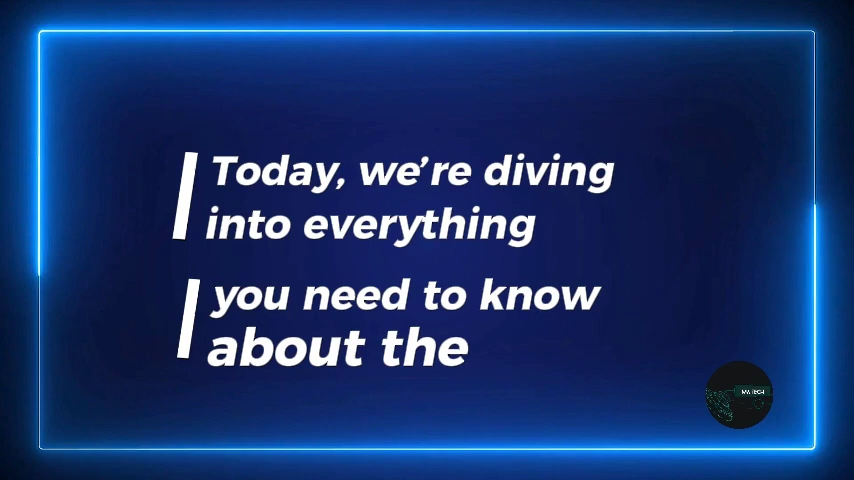 Today, we're diving
into everything
you need to know
about the